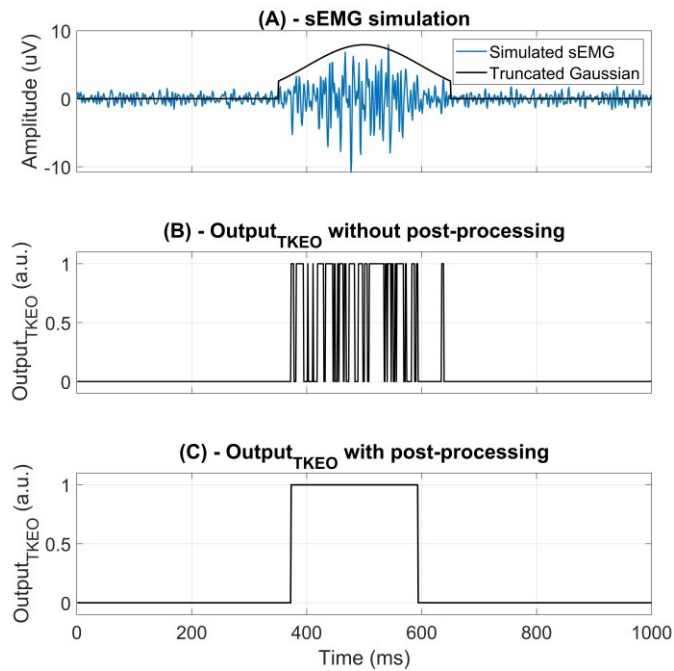 (A) - sEMG simulation
Amplitude (uV)
10
0
-10
Simulated sEMG
Truncated Gaussian
(B) - Output_TKEO without post-processing
Output_TKEO (a.u.)
1
0.5
0
(C) - Output_TKEO with post-processing
Output_TKEO (a.u.)
1
0.5
0
0 200 400 600 800 1000
Time (ms)